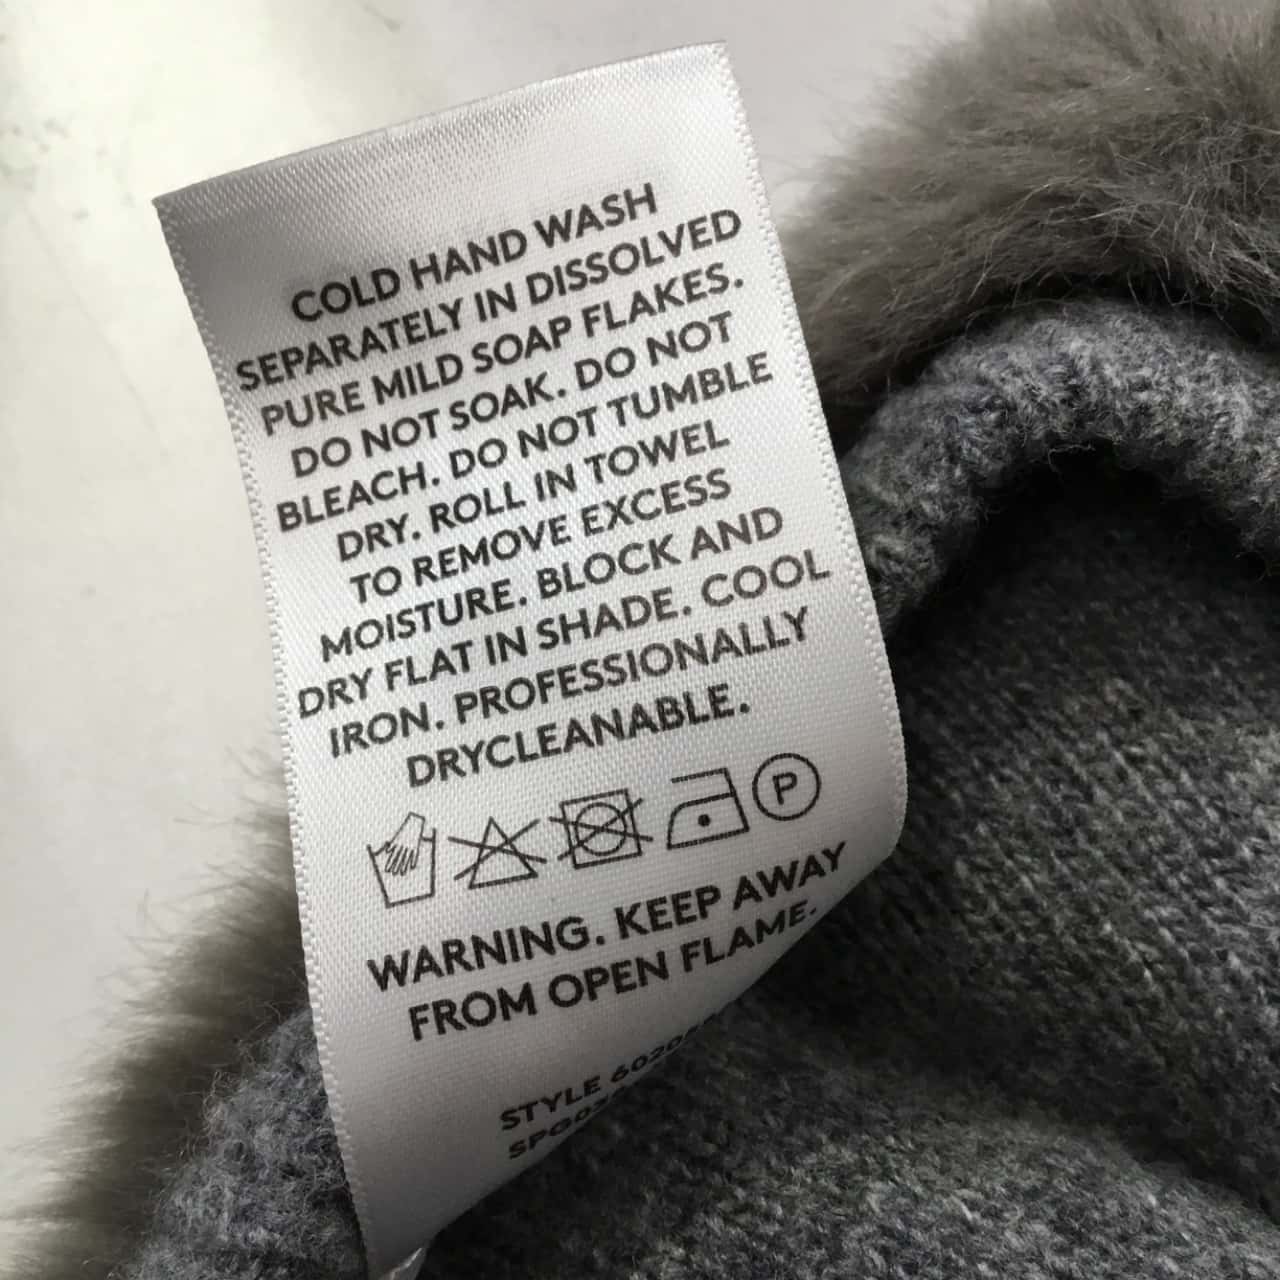 COLD HAND WASH
SEPARATELY IN DISSOLVED
PURE MILD SOAP FLAKES.
DO NOT SOAK. DO NOT
BLEACH. DO NOT TUMBLE
DRY. ROLL IN TOWEL
TO REMOVE EXCESS
MOISTURE. BLOCK AND
DRY FLAT IN SHADE. COOL
IRON. PROFESSIONALLY
DRYCLEANABLE.
P
WARNING. KEEP AWAY
FROM OPEN FLAME.
STYLE